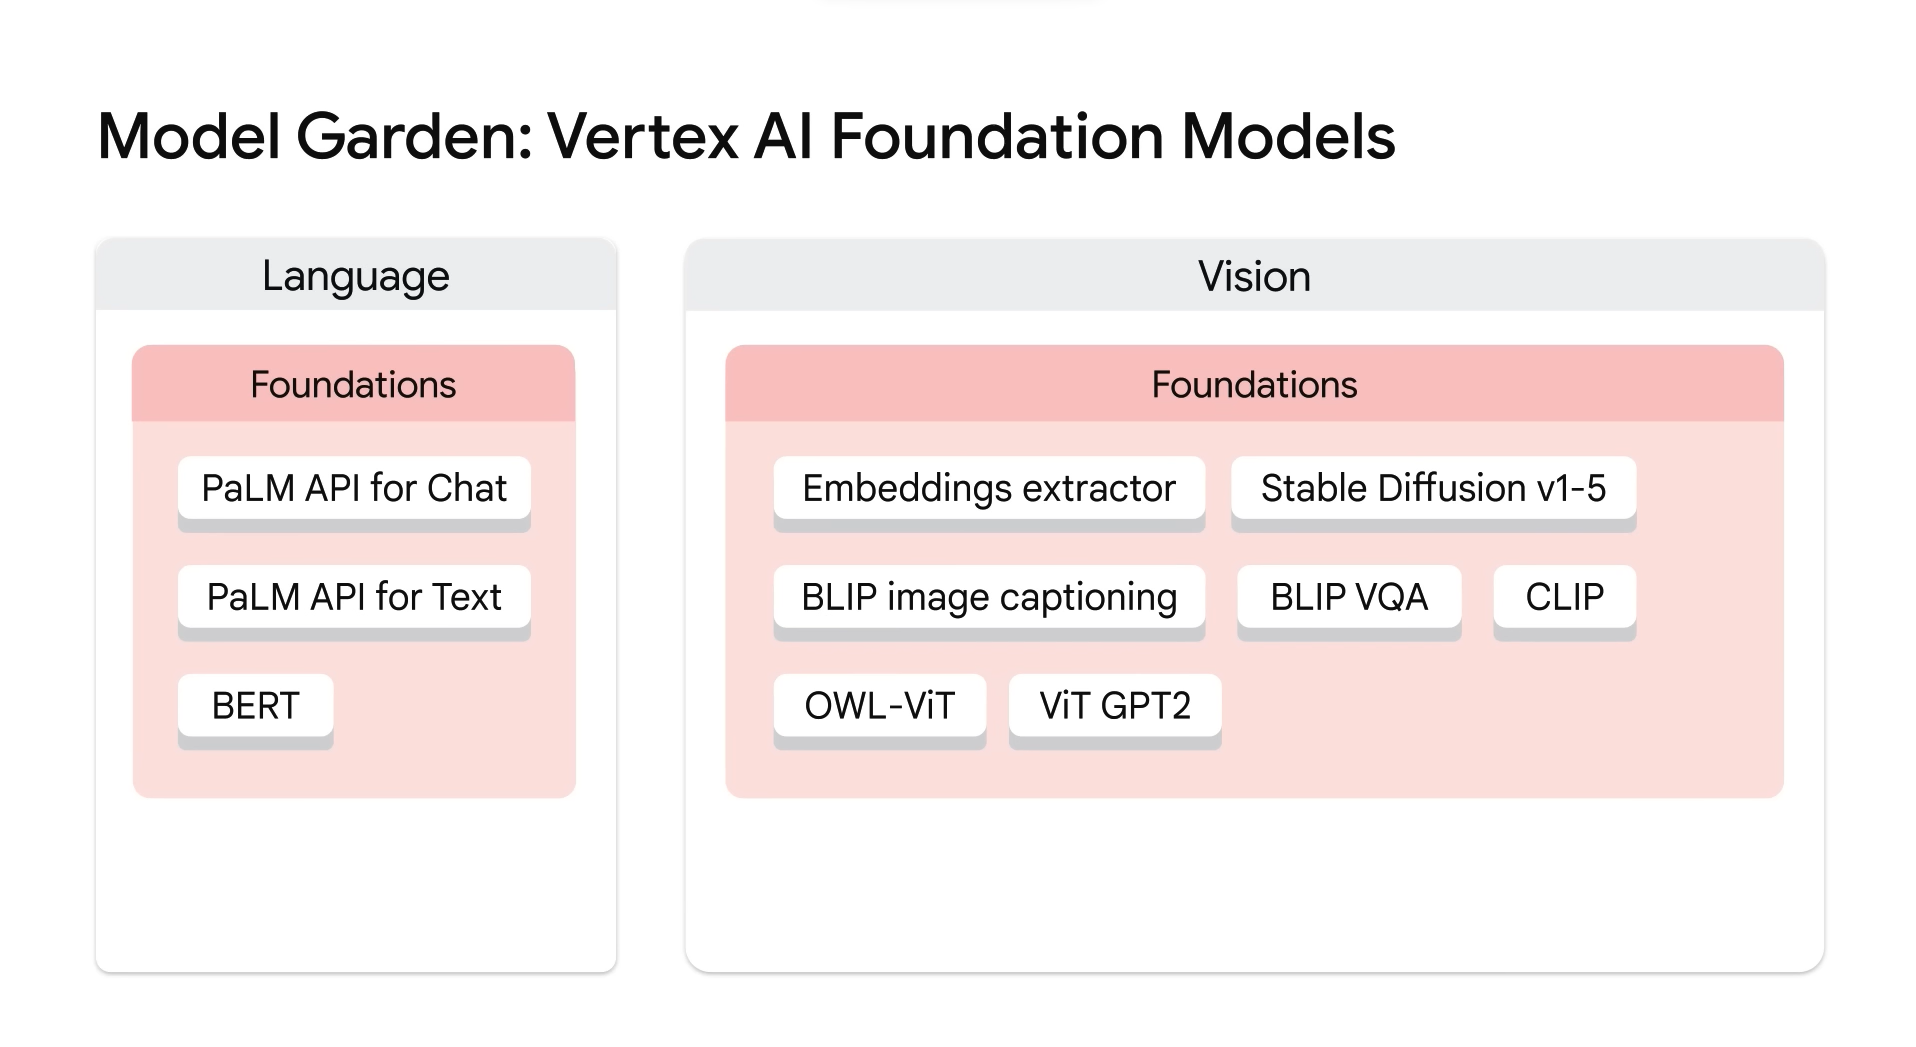 Model Garden: Vertex AI Foundation Models
Language
Foundations
PaLM API for Chat
PaLM API for Text
BERT
Vision
Foundations
Embeddings extractor
Stable Diffusion v1-5
BLIP image captioning
BLIP VQA
CLIP
OWL-ViT
ViT GPT2